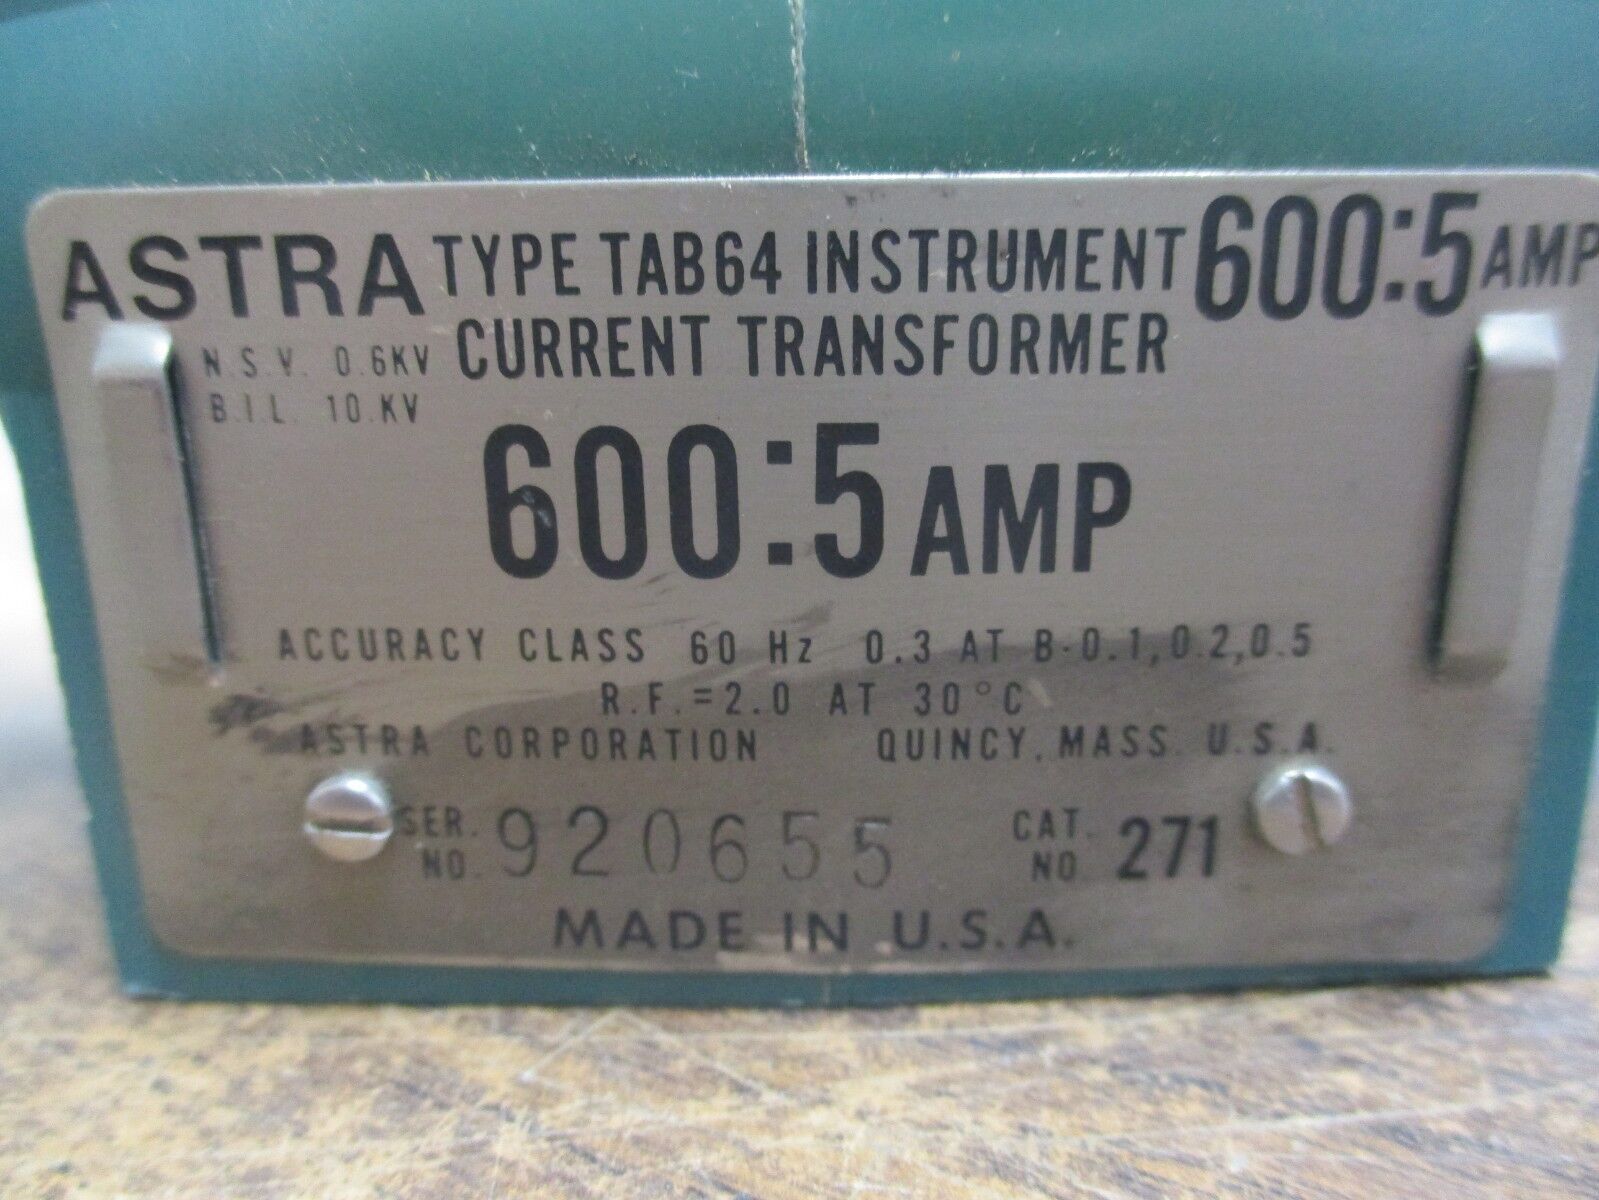 ASTRA TYPE TAB64 INSTRUMENT 600:5 AMP
N.S.V. 0.6KV CURRENT TRANSFORMER
B.I.L. 10 KV
600:5 AMP
ACCURACY CLASS 60 Hz 0.3 AT B-0.1,0.2,0.5
R.F.=2.0 AT 30°C
ASTRA CORPORATION QUINCY, MASS. U.S.A.
SER. NO. 920655 CAT. NO 271
MADE IN U.S.A.